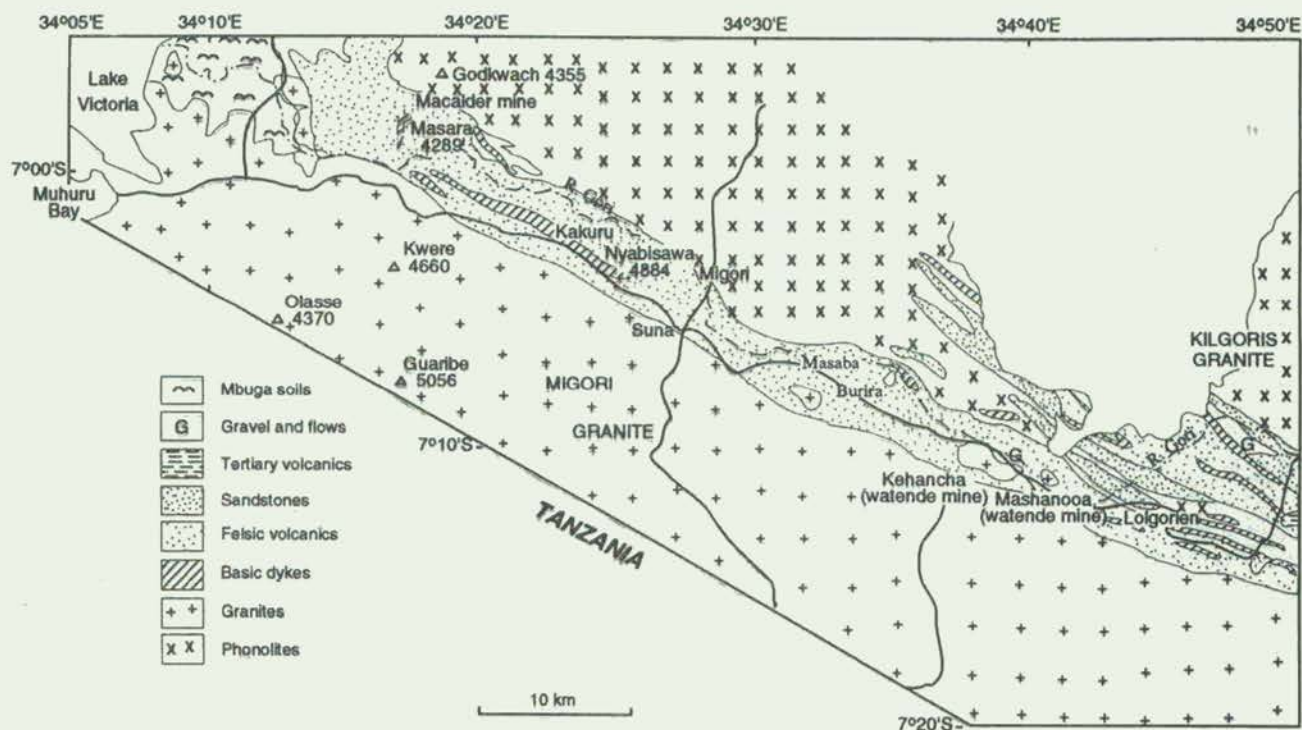 34°05'E 34°10'E 34°20'E 34°30'E 34°40'E 34°50'E
Lake
Victoria
Godkwach 4355
Macalder mine
Masara
4289
7°00'S
Muhuru
Bay
R. Gori
Kakuru
Kwere
4660
Nyabisawa
4884
Migori
Olasse
4370
Suna
KILGORIS
GRANITE
Guaribe
5056
MIGORI
GRANITE
Masaba
Burira
7°10'S
G
R. Gori
G
Kehancha
(watende mine)
Mashanooa
(watende mine)
Lolgorien
TANZANIA
Mbuga soils
G Gravel and flows
Tertiary volcanics
Sandstones
Felsic volcanics
Basic dykes
+ + Granites
x x Phonolites
10 km
7°20'S